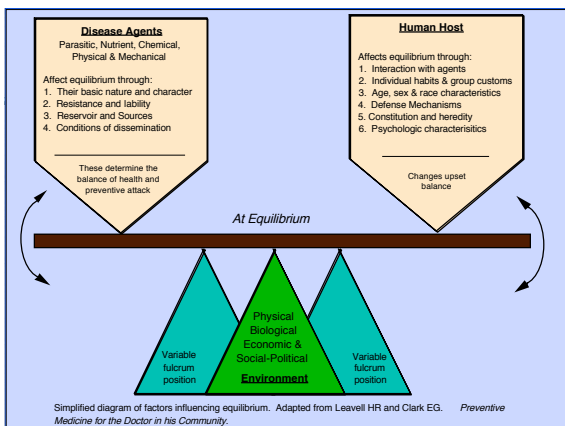 Disease Agents
Parasitic, Nutrient, Chemical,
Physical & Mechanical
Affect equilibrium through:
1. Their basic nature and character
2. Resistance and lability
3. Reservoir and Sources
4. Conditions of dissemination
These determine the
balance of health and
preventive attack
Human Host
Affects equilibrium through:
1. Interaction with agents
2. Individual habits & group customs
3. Age, sex & race characteristics
4. Defense Mechanisms
5. Constitution and heredity
6. Psychologic characterisitics
Changes upset
balance
At Equilibrium
Variable
fulcrum
position
Physical
Biological
Economic &
Social-Political
Environment
Variable
fulcrum
position
Simplified diagram of factors influencing equilibrium. Adapted from Leavell HR and Clark EG. Preventive
Medicine for the Doctor in his Community.